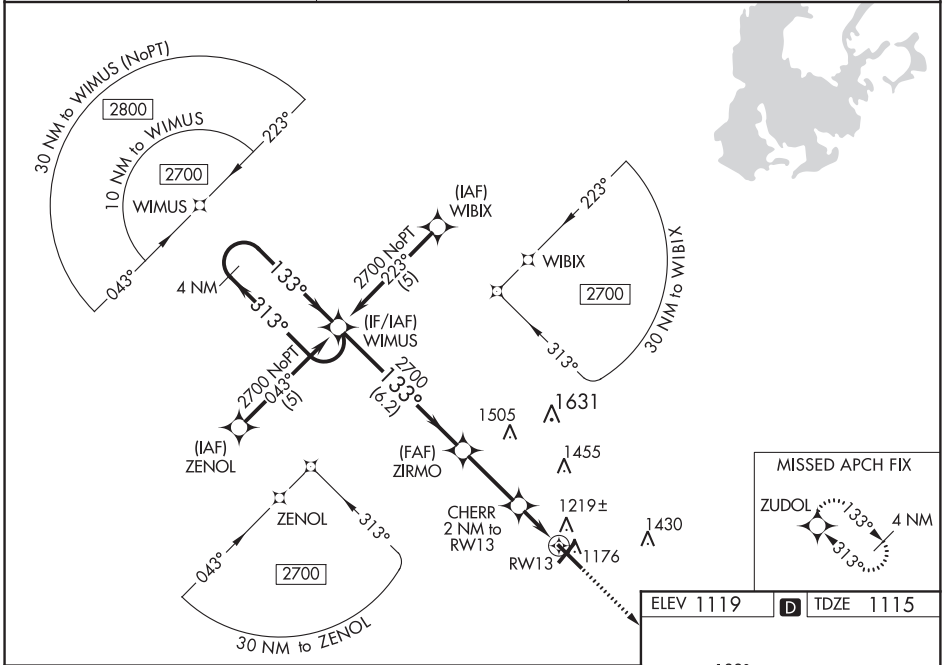 30 NM to WIMUS (NoPT)
2800
10 NM to WIMUS
2700
223°
WIMUS
043°
(IAF)
WIBIX
2700 NoPT
223°
(5)
223°
WIBIX
2700
30 NM to WIBIX
313°
4 NM
133°
313°
(IF/IAF)
WIMUS
2700 NoPT
043°
(5)
2700
133°
(6.2)
(IAF)
ZENOL
(FAF)
ZIRMO
1505
1631
1455
CHERR
2 NM to
RW13
1219±
1430
RW13
1176
ZENOL
043°
313°
2700
30 NM to ZENOL
MISSED APCH FIX
ZUDOL
133°
4 NM
313°
ELEV 1119
D
TDZE 1115